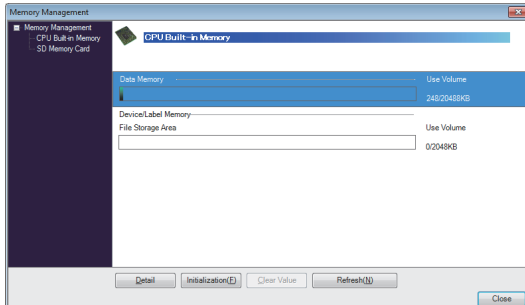 Memory Management
Memory Management
CPU Built-in Memory
SD Memory Card
CPU Built-in Memory
Data Memory
Use Volume
248/20488KB
Device/Label Memory
File Storage Area
Use Volume
0/2048KB
Detail
Initialization(F)
Clear Value
Refresh(N)
Close